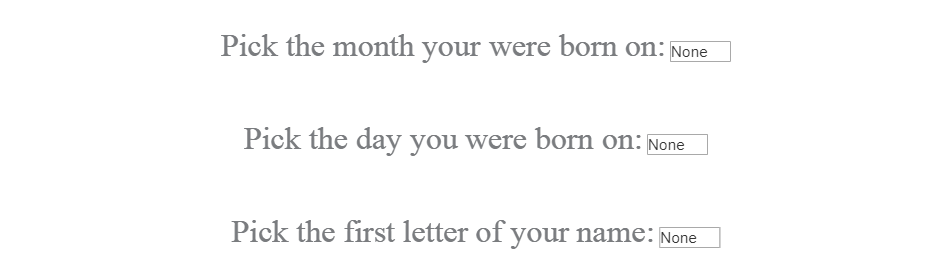 Pick the month your were born on: None
Pick the day you were born on: None
Pick the first letter of your name: None